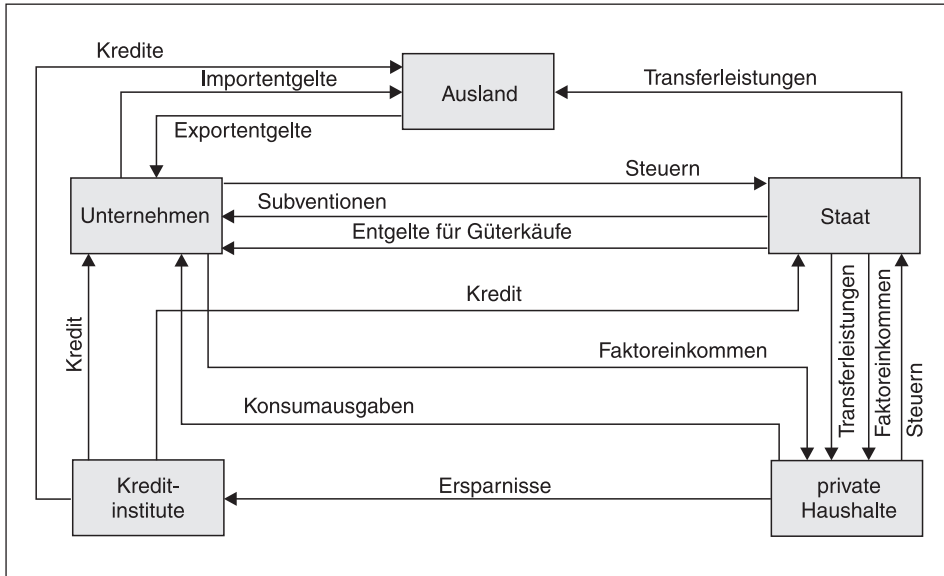 Kredite
Importentgelte
Ausland
Transferleistungen
Exportentgelte
Steuern
Unternehmen
Subventionen
Staat
Entgelte für Güterkäufe
Kredit
Kredit
Faktoreinkommen
Transferleistungen
Faktoreinkommen
Steuern
Konsumausgaben
Kredit-
institute
Ersparnisse
private
Haushalte